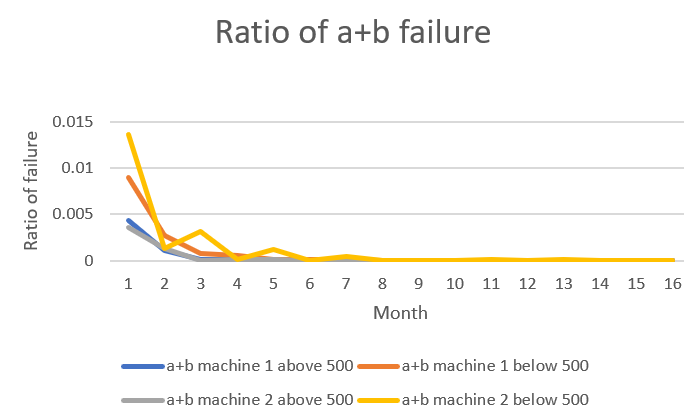 Ratio of a+b failure
Ratio of failure
0.015
0.01
0.005
0
1 2 3 4 5 6 7 8 9 10 11 12 13 14 15 16
Month
a+b machine 1 above 500 a+b machine 1 below 500
a+b machine 2 above 500 a+b machine 2 below 500